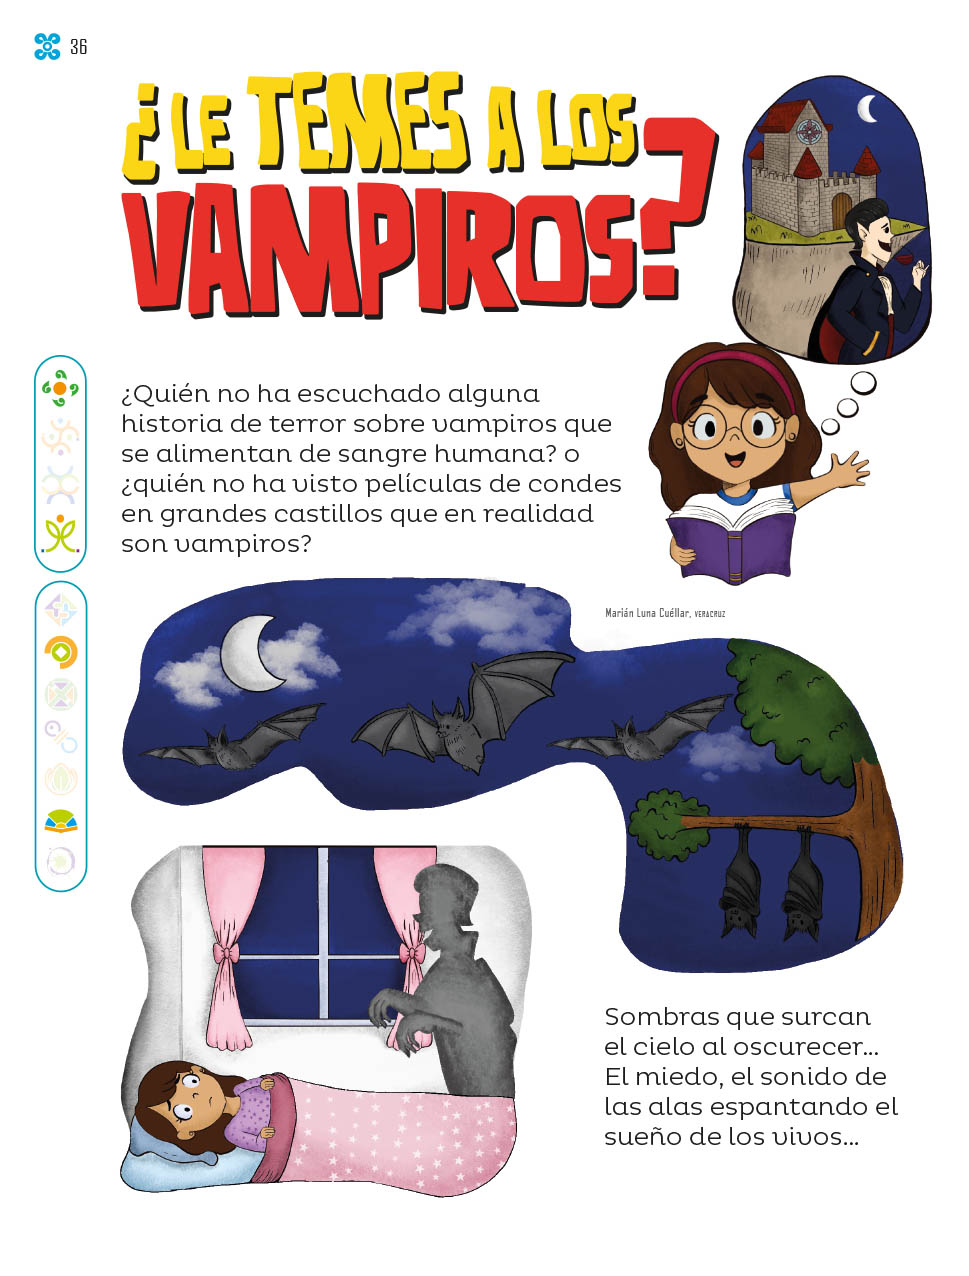 36
¿LE TEMES A LOS
VAMPIROS?
¿Quién no ha escuchado alguna
historia de terror sobre vampiros que
se alimentan de sangre humana? o
¿quién no ha visto películas de condes
en grandes castillos que en realidad
son vampiros?
Marián Luna Cuéllar, VERACRUZ
Sombras que surcan
el cielo al oscurecer...
El miedo, el sonido de
las alas espantando el
sueño de los vivos...